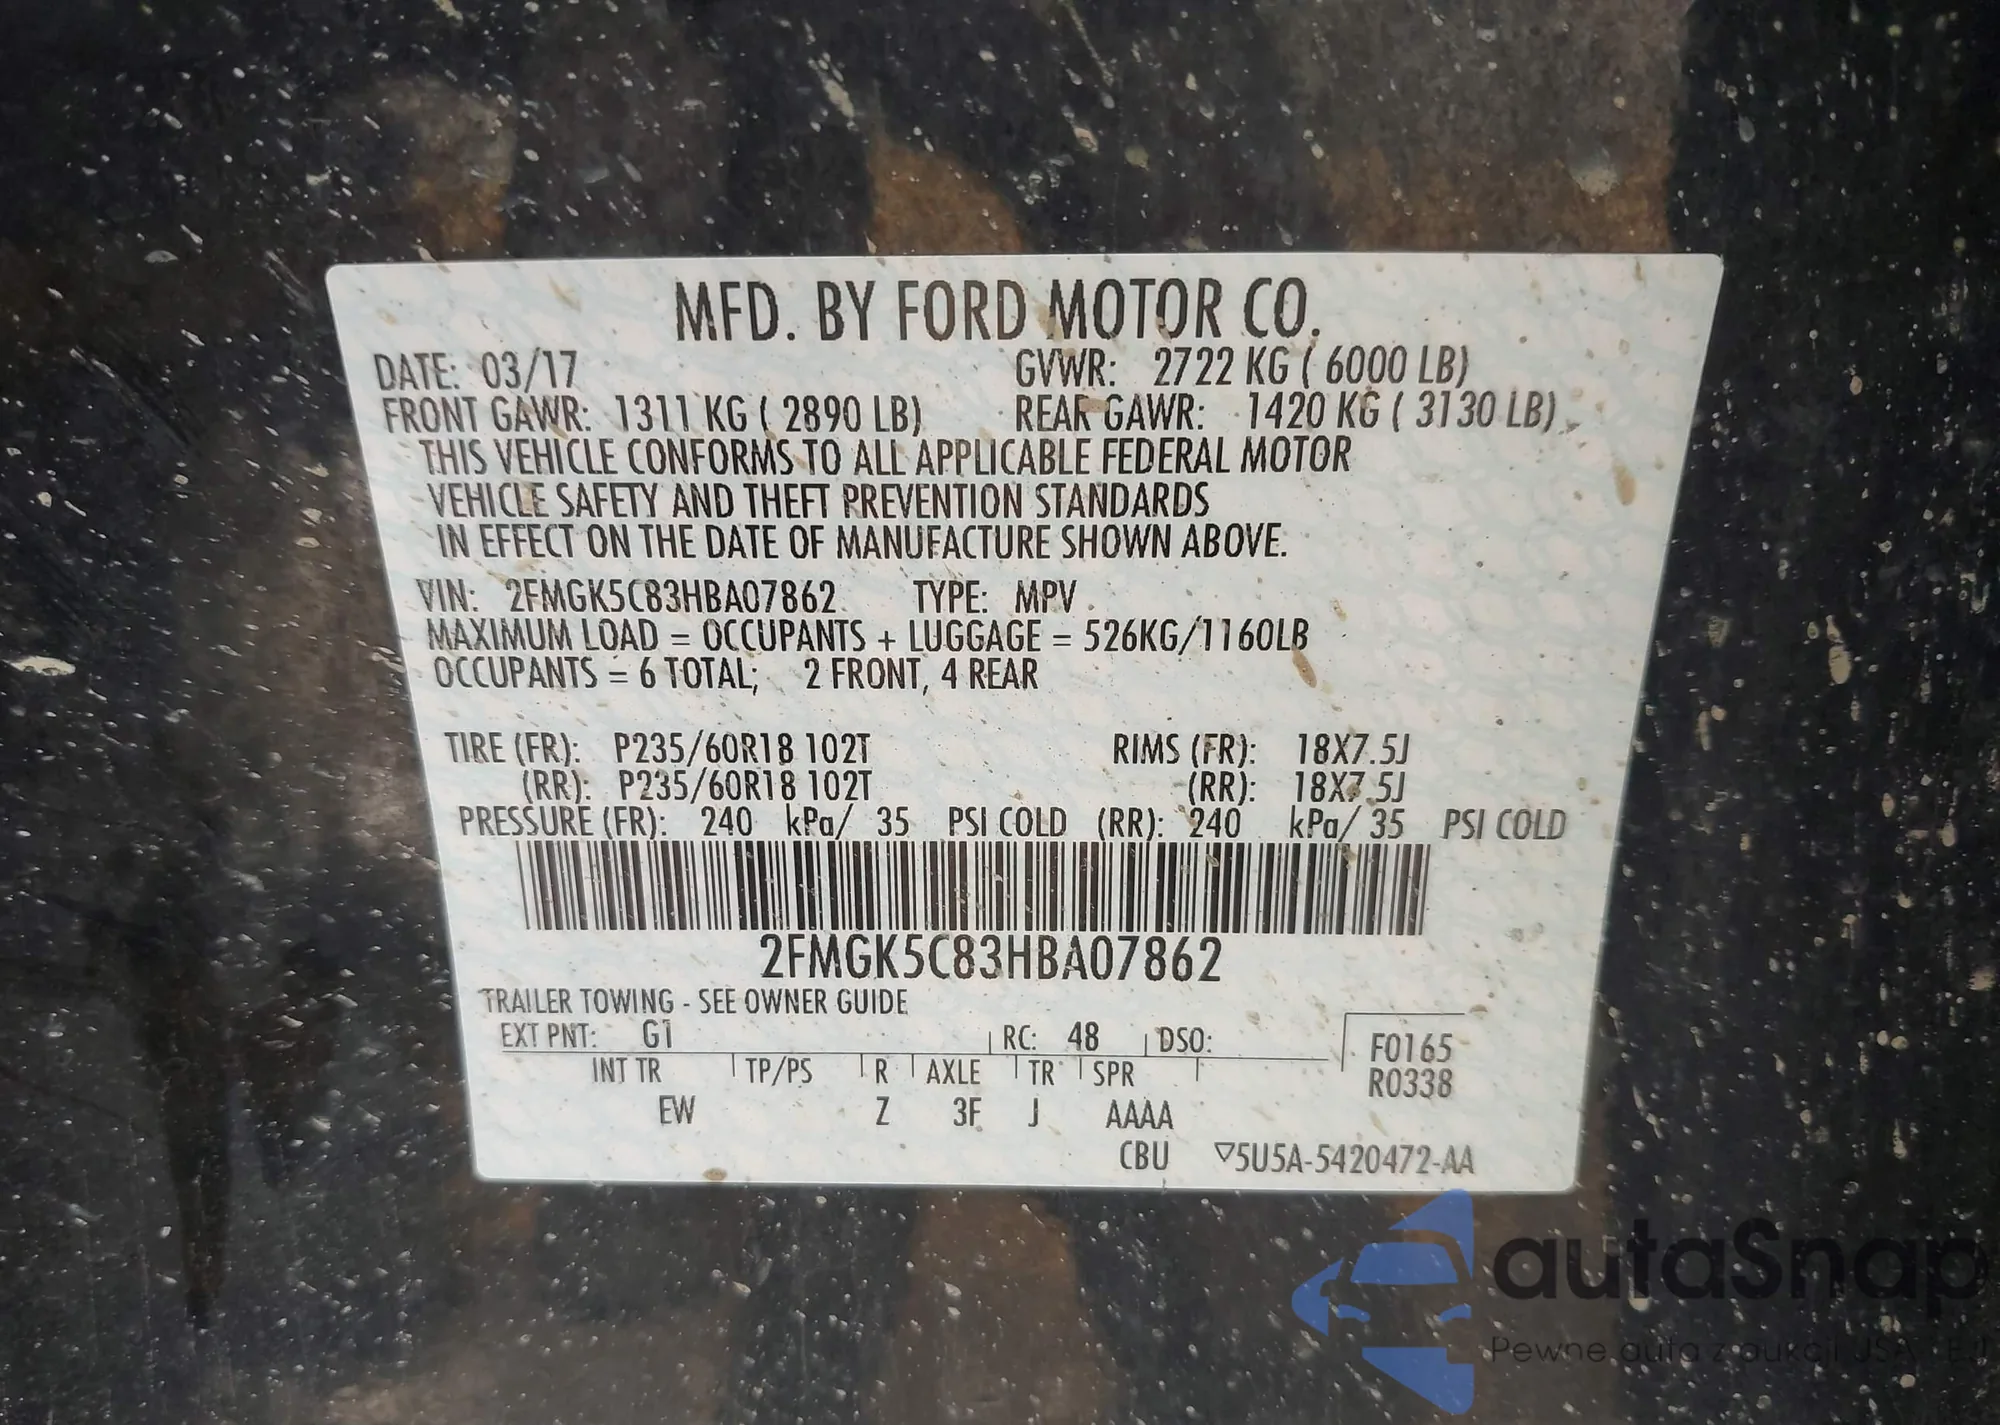 MFD. BY FORD MOTOR CO.
DATE: 03/17 GVWR: 2722 KG ( 6000 LB)
FRONT GAWR: 1311 KG ( 2890 LB) REAR GAWR: 1420 KG ( 3130 LB)
THIS VEHICLE CONFORMS TO ALL APPLICABLE FEDERAL MOTOR
VEHICLE SAFETY AND THEFT PREVENTION STANDARDS
IN EFFECT ON THE DATE OF MANUFACTURE SHOWN ABOVE.
VIN: 2FMGK5C83HBA07862 TYPE: MPV
MAXIMUM LOAD = OCCUPANTS + LUGGAGE = 526KG/1160LB
OCCUPANTS = 6 TOTAL; 2 FRONT, 4 REAR
TIRE (FR): P235/60R18 102T RIMS (FR): 18X7.5J
(RR): P235/60R18 102T (RR): 18X7.5J
PRESSURE (FR): 240 kPa/ 35 PSI COLD (RR): 240 kPa/ 35 PSI COLD
2FMGK5C83HBA07862
TRAILER TOWING - SEE OWNER GUIDE
EXT PNT: G1 RC: 48 DSO: F0165
INT TR TP/PS R AXLE TR SPR R0338
EW Z 3F J AAAA
CBU ▽5U5A-5420472-AA
autaSnap
Pewne auta z aukcji USA i EU